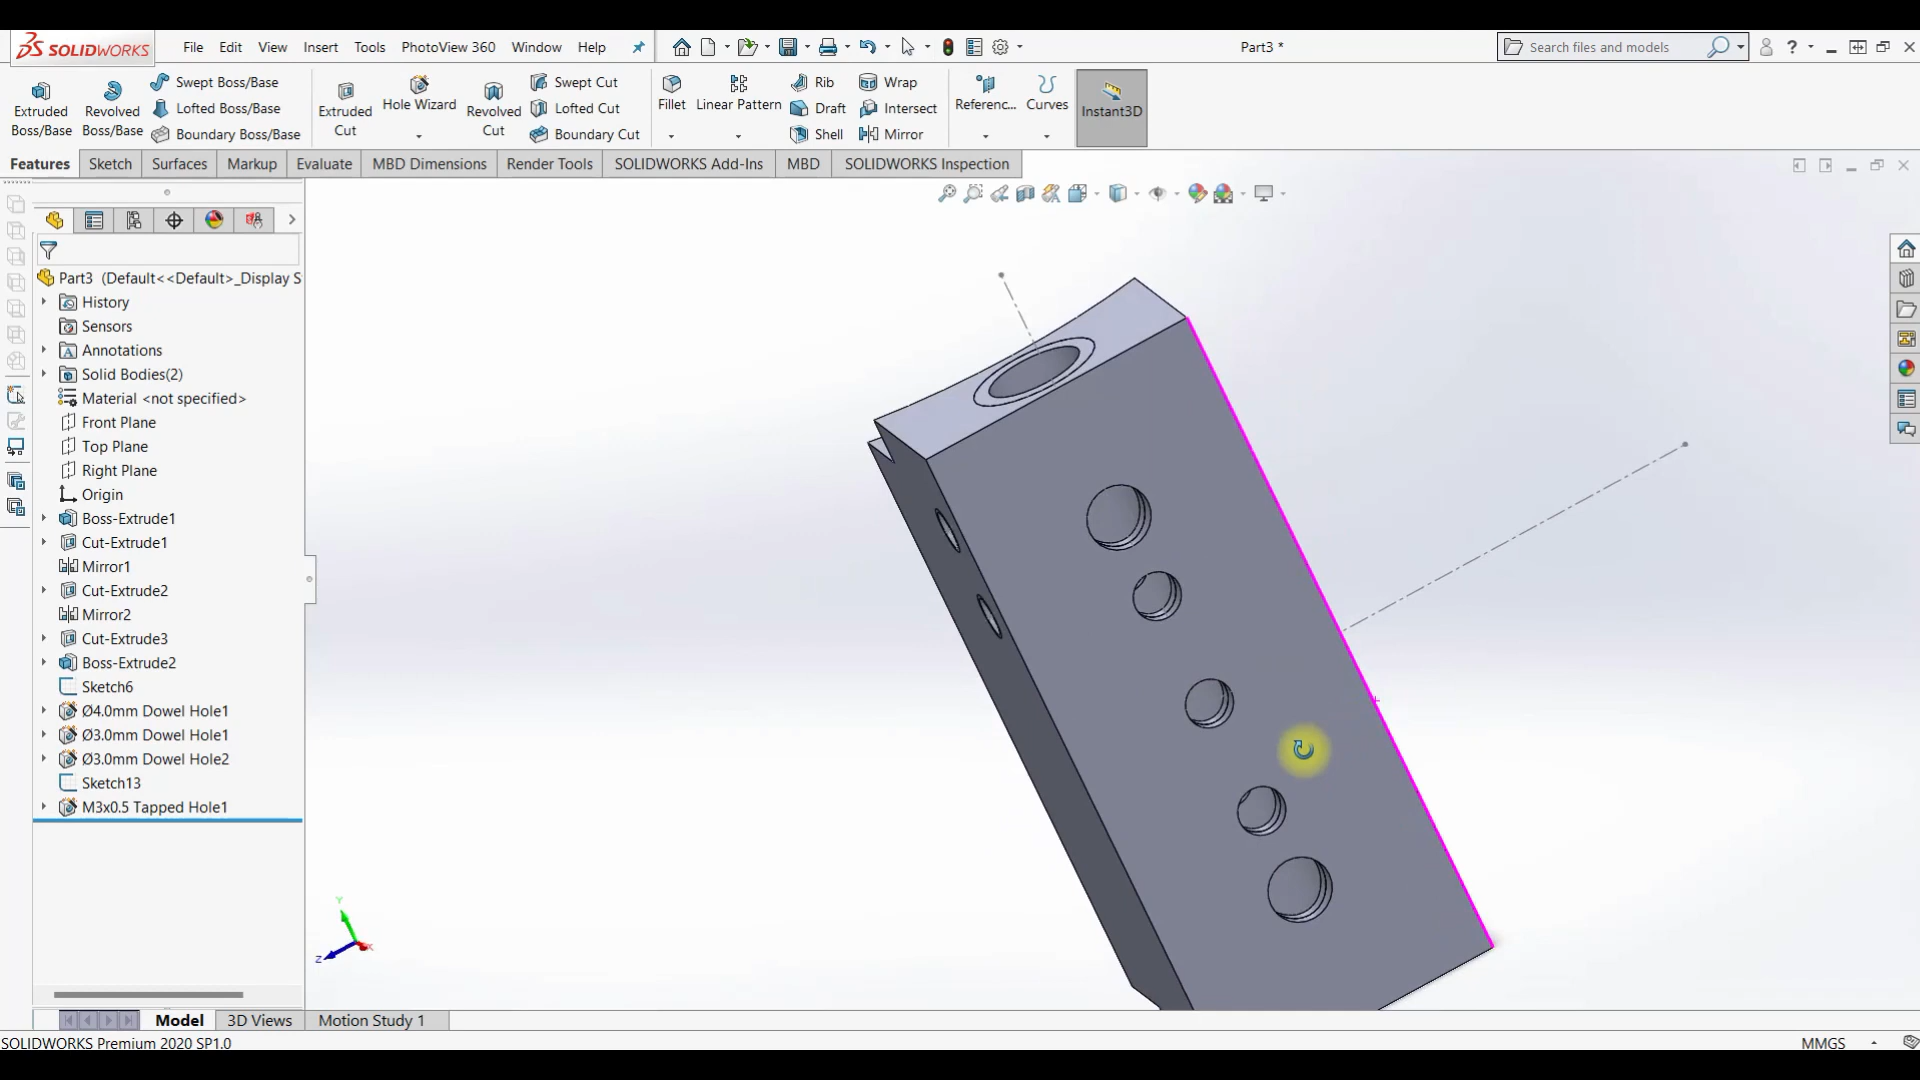 SOLIDWORKS
File Edit View Insert Tools PhotoView 360 Window Help
Part3 *
Search files and models
Extruded Boss/Base
Revolved Boss/Base
Swept Boss/Base
Lofted Boss/Base
Boundary Boss/Base
Extruded Cut
Hole Wizard
Revolved Cut
Swept Cut
Lofted Cut
Boundary Cut
Fillet
Linear Pattern
Rib
Draft
Shell
Wrap
Intersect
Mirror
Referenc...
Curves
Instant3D
Features Sketch Surfaces Markup Evaluate MBD Dimensions Render Tools SOLIDWORKS Add-Ins MBD SOLIDWORKS Inspection
Part3 (Default<<Default>_Display S
History
Sensors
Annotations
Solid Bodies(2)
Material <not specified>
Front Plane
Top Plane
Right Plane
Origin
Boss-Extrude1
Cut-Extrude1
Mirror1
Cut-Extrude2
Mirror2
Cut-Extrude3
Boss-Extrude2
Sketch6
Ø4.0mm Dowel Hole1
Ø3.0mm Dowel Hole1
Ø3.0mm Dowel Hole2
Sketch13
M3x0.5 Tapped Hole1
Y
Z
X
Model 3D Views Motion Study 1
SOLIDWORKS Premium 2020 SP1.0
MMGS